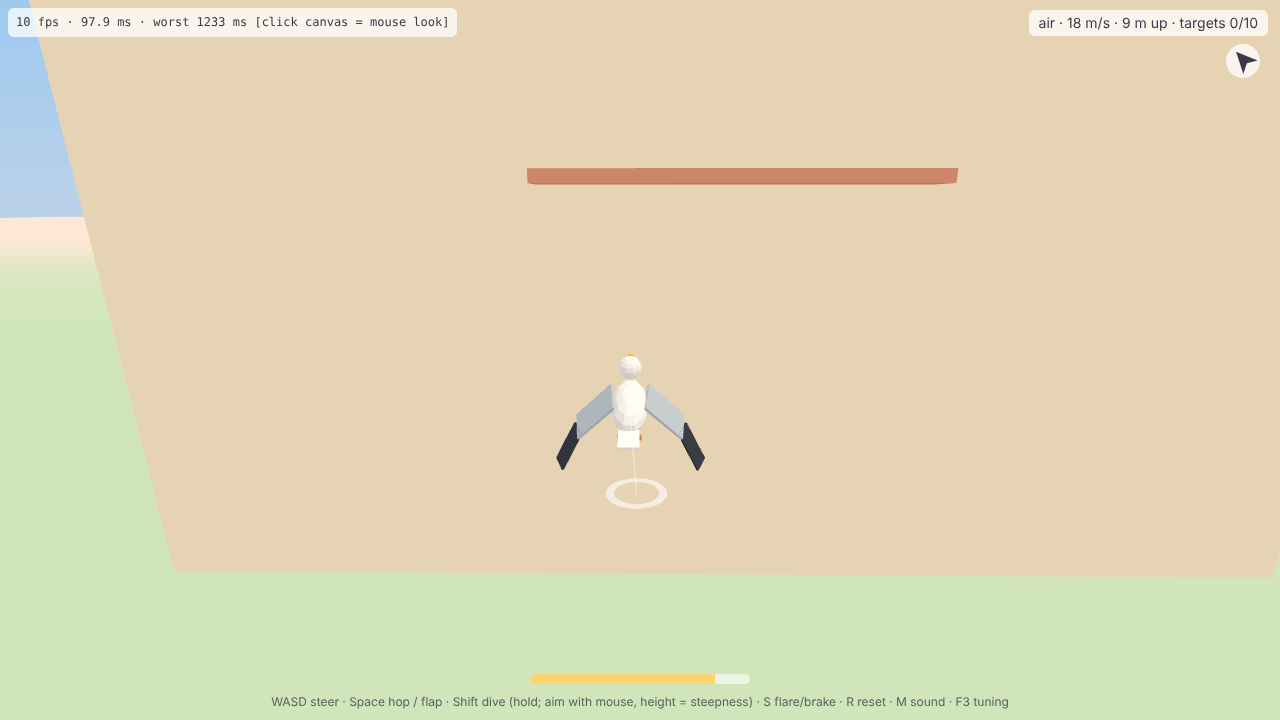 10 fps · 97.9 ms · worst 1233 ms [click canvas = mouse look]
air · 18 m/s · 9 m up · targets 0/10
WASD steer · Space hop / flap · Shift dive (hold; aim with mouse, height = steepness) · S flare/brake · R reset · M sound · F3 tuning